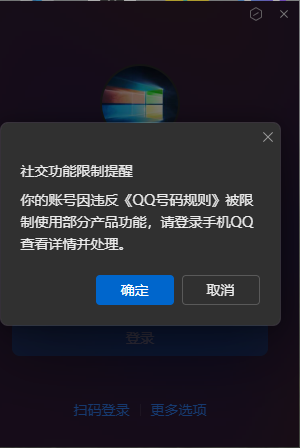 社交功能限制提醒
你的账号因违反《QQ号码规则》被限
制使用部分产品功能，请登录手机QQ
查看详情并处理。
确定
取消
登录
扫码登录
更多选项